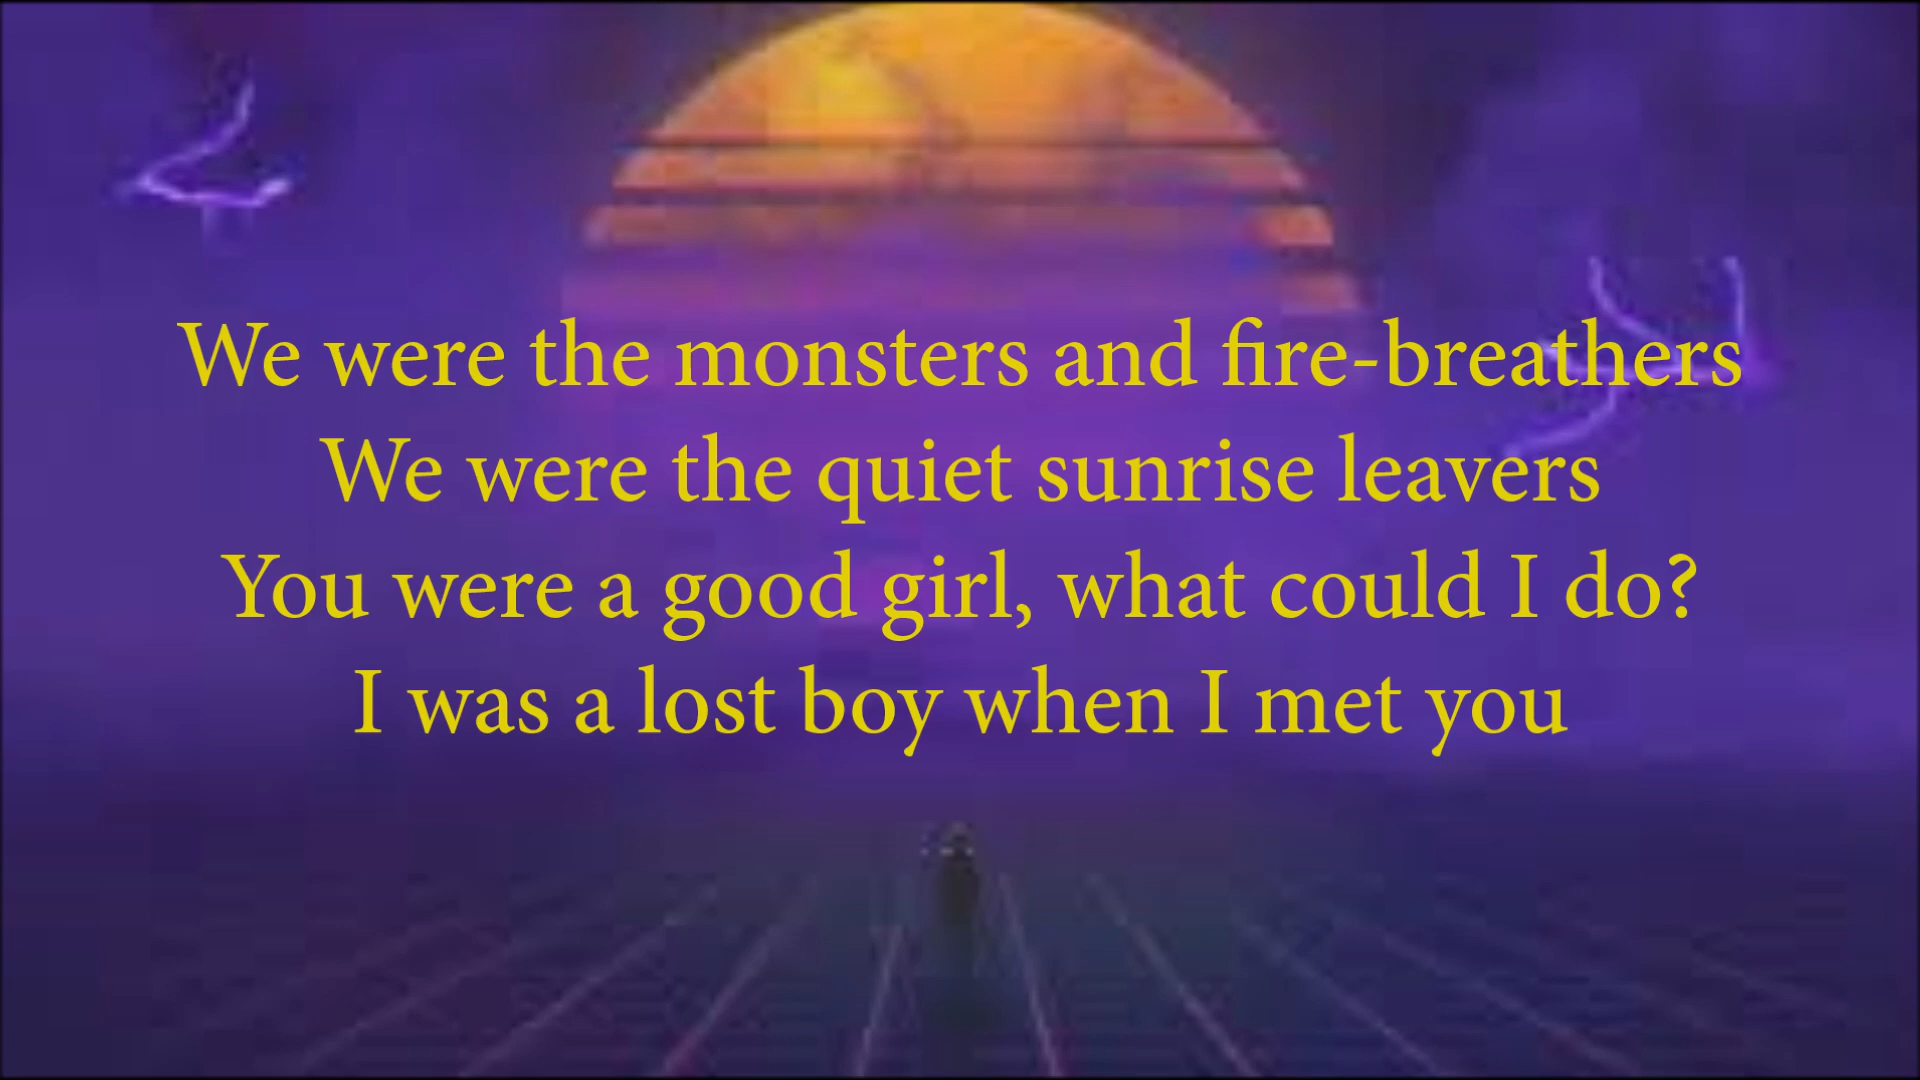 We were the monsters and fire-breathers
We were the quiet sunrise leavers
You were a good girl, what could I do?
I was a lost boy when I met you